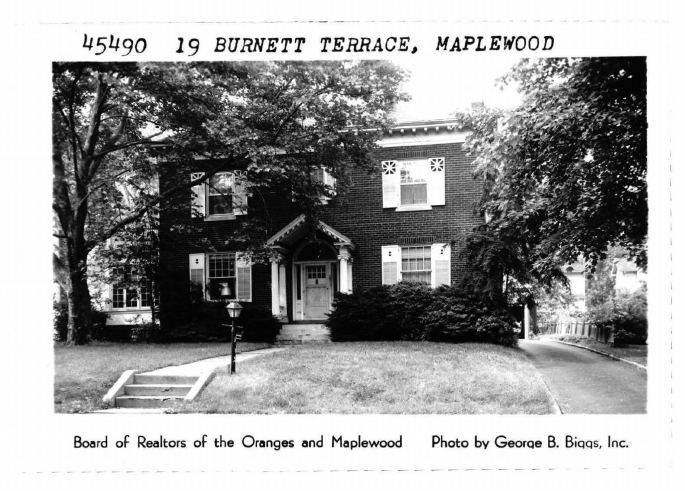 45490 19 BURNETT TERRACE, MAPLEWOOD
Board of Realtors of the Oranges and Maplewood Photo by George B. Biggs, Inc.